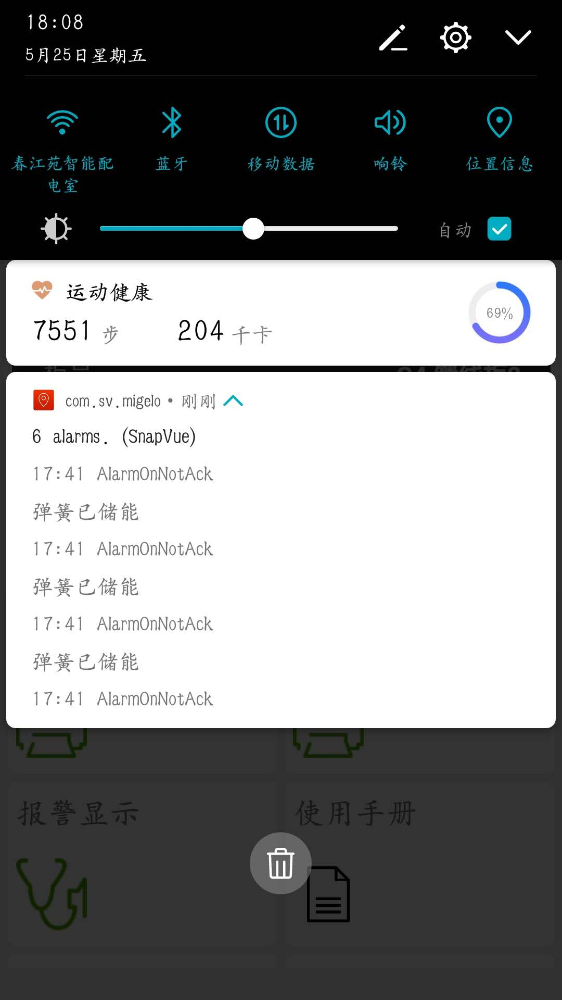 18:08
5月25日星期五
春江苑智能配
电室
蓝牙
移动数据
响铃
位置信息
自动
运动健康
7551 步 204 千卡
69%
com.sv.migelo • 刚刚
6 alarms. (SnapVue)
17:41 AlarmOnNotAck
弹簧已储能
17:41 AlarmOnNotAck
弹簧已储能
17:41 AlarmOnNotAck
弹簧已储能
17:41 AlarmOnNotAck
报警显示
使用手册